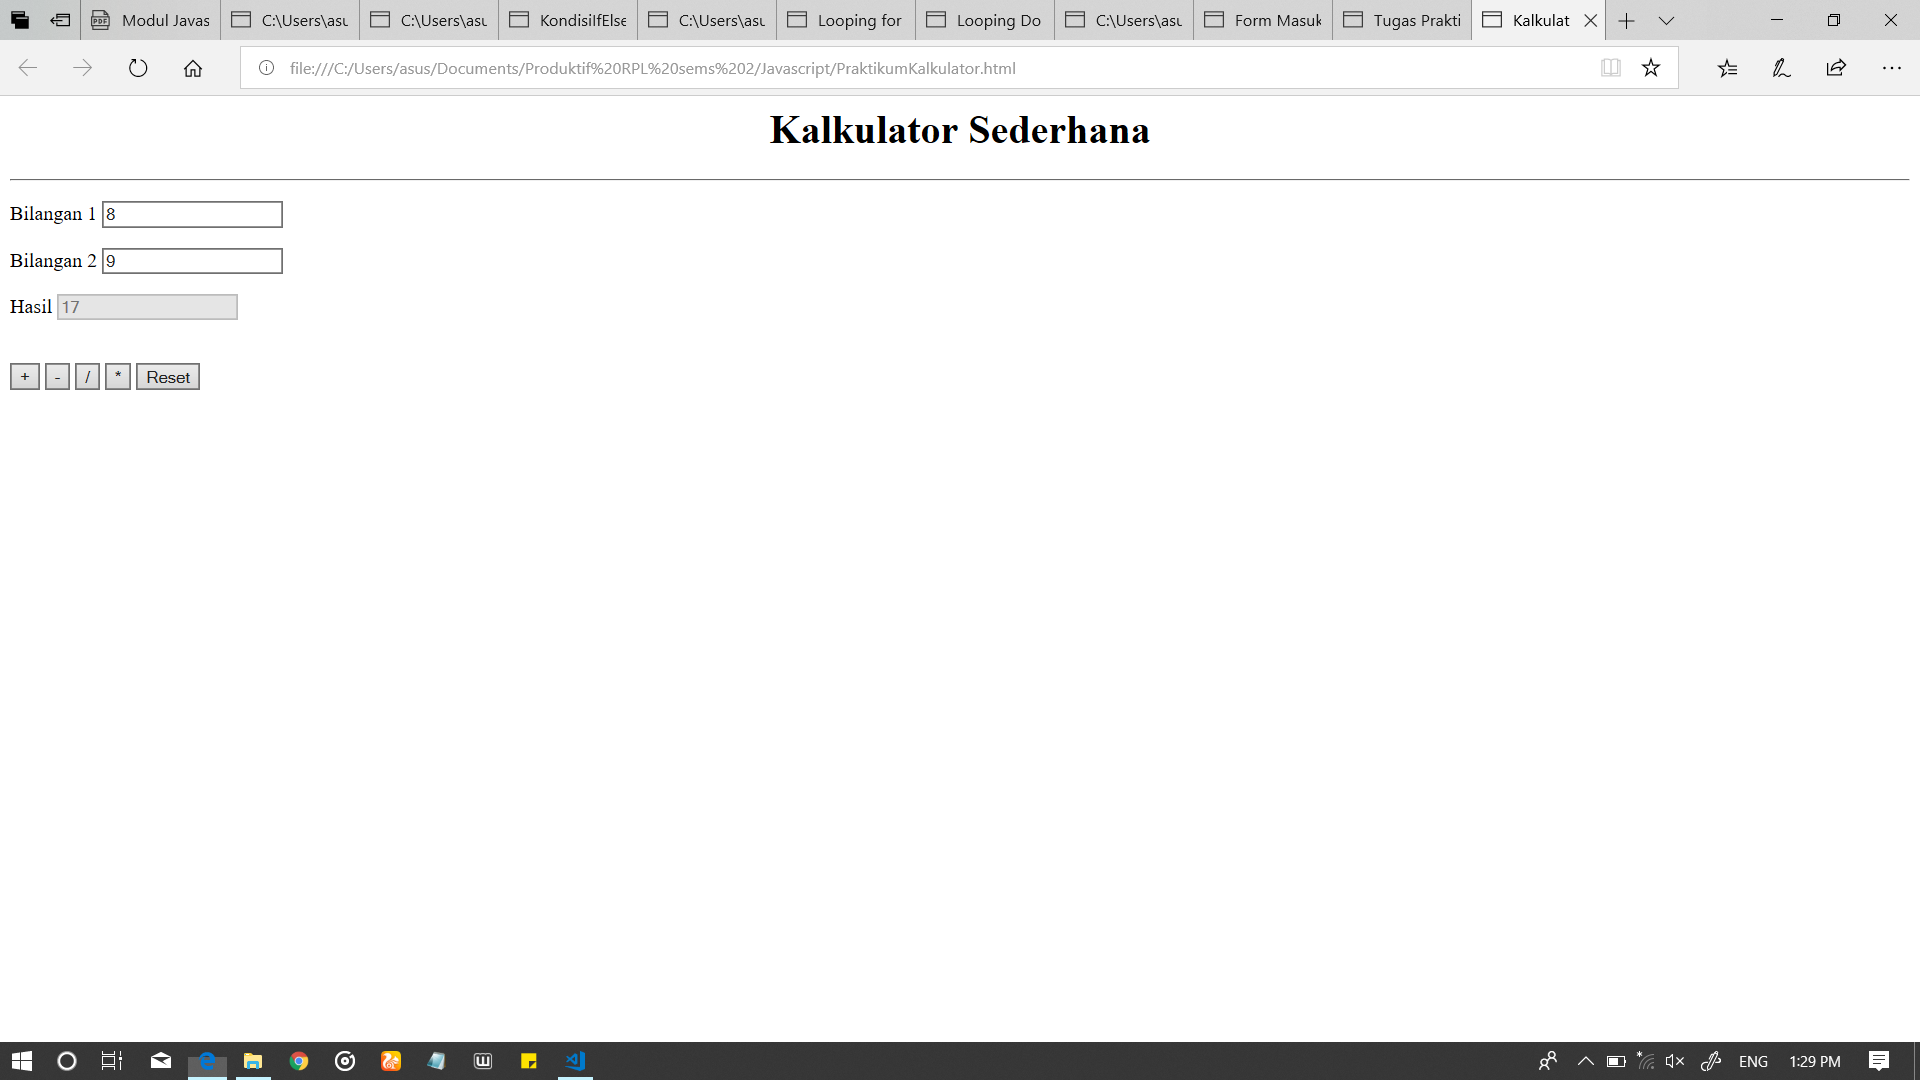 Modul Javas C:\Users\asu C:\Users\asu KondisiIfElse C:\Users\asu Looping for Looping Do C:\Users\asu Form Masuk Tugas Prakti Kalkulat
file:///C:/Users/asus/Documents/Produktif%20RPL%20sems%202/Javascript/PraktikumKalkulator.html
Kalkulator Sederhana
Bilangan 1 8
Bilangan 2 9
Hasil 17
+ - / * Reset
ENG 1:29 PM